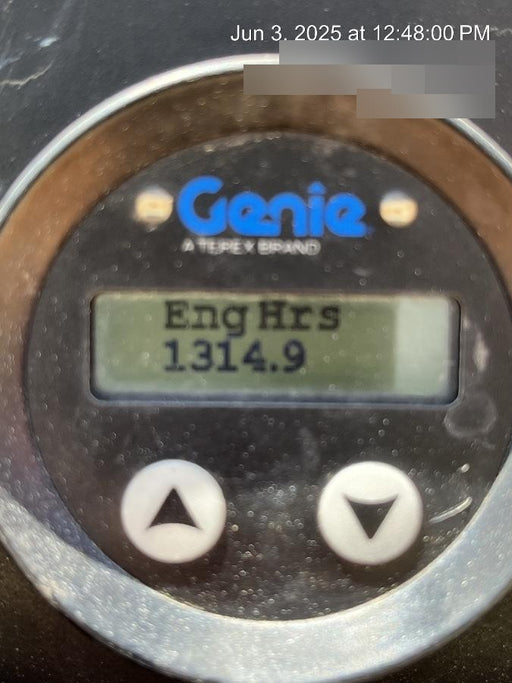 Jun 3, 2025 at 12:48:00 PM
Genie
A TEREX BRAND
Eng Hrs
1314.9